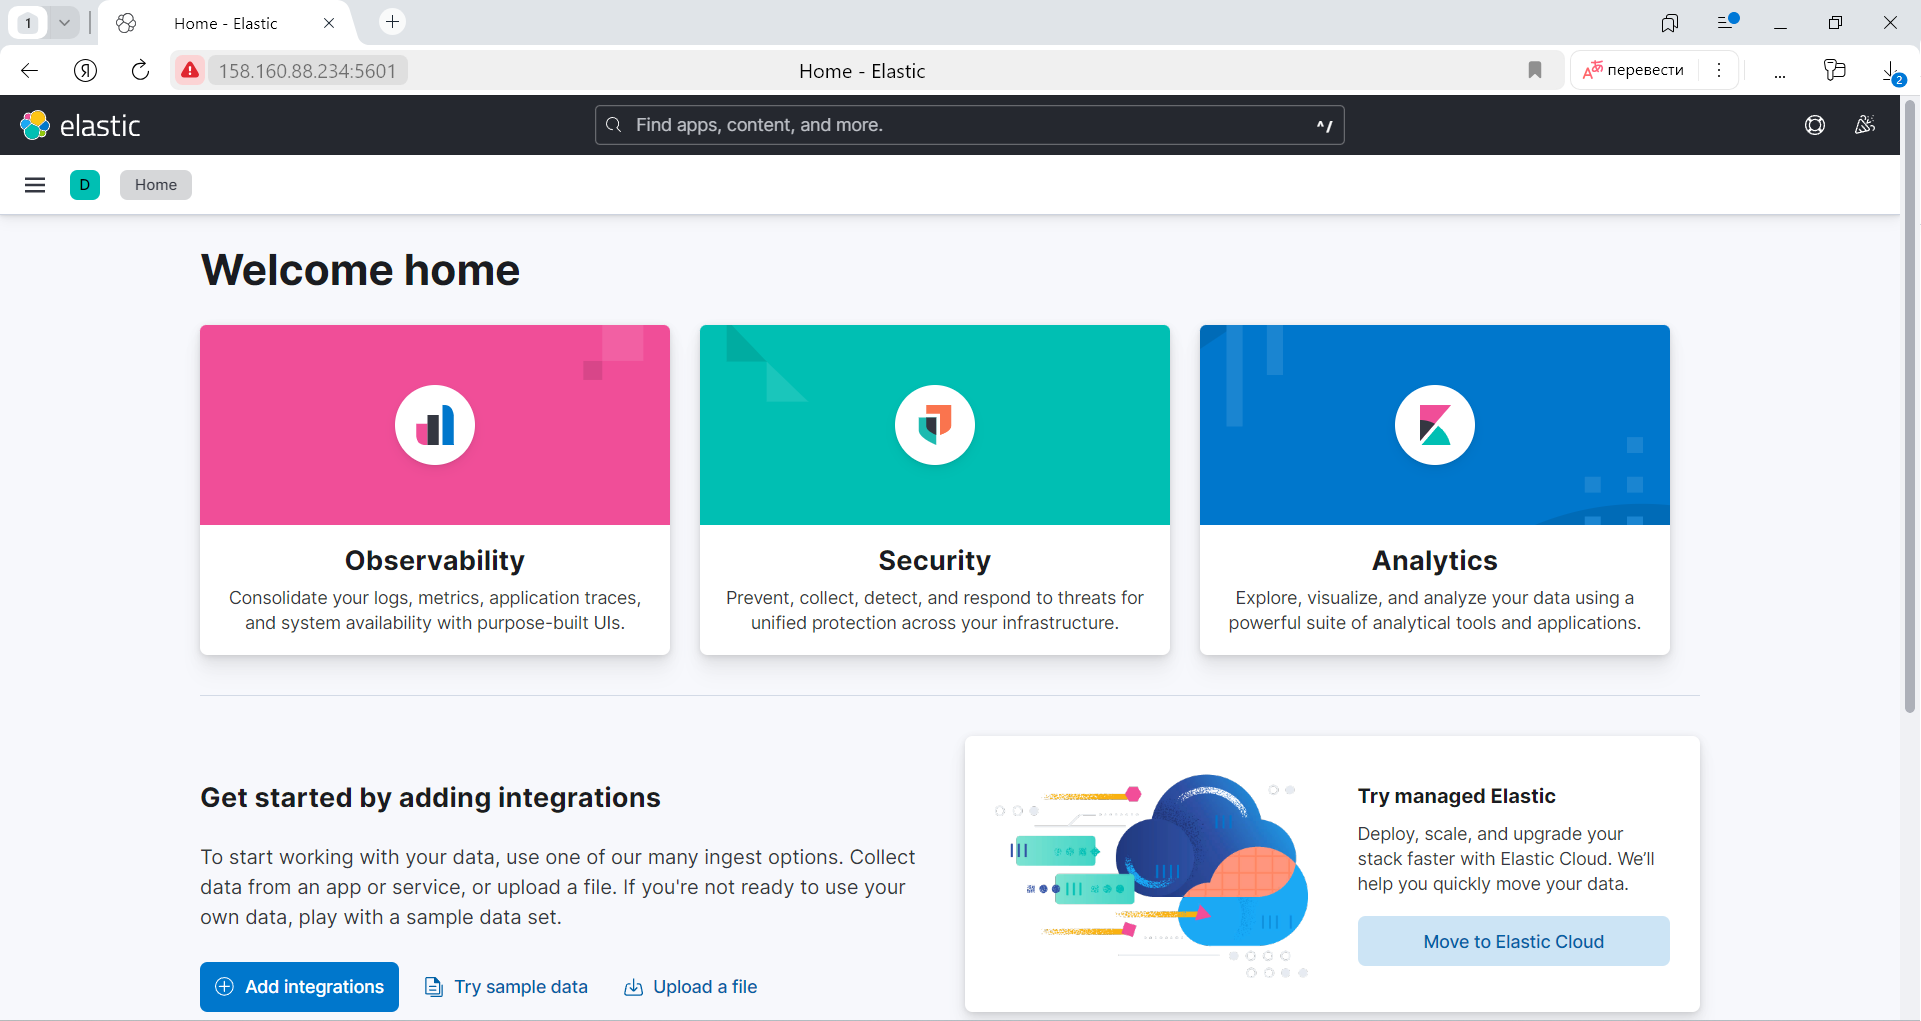 1
Home - Elastic
Я
158.160.88.234:5601
Home - Elastic
перевести
2
elastic
Find apps, content, and more.
^/
D
Home
Welcome home
Observability
Consolidate your logs, metrics, application traces,
and system availability with purpose-built UIs.
Security
Prevent, collect, detect, and respond to threats for
unified protection across your infrastructure.
Analytics
Explore, visualize, and analyze your data using a
powerful suite of analytical tools and applications.
Get started by adding integrations
To start working with your data, use one of our many ingest options. Collect
data from an app or service, or upload a file. If you're not ready to use your
own data, play with a sample data set.
Add integrations
Try sample data
Upload a file
Try managed Elastic
Deploy, scale, and upgrade your
stack faster with Elastic Cloud. We’ll
help you quickly move your data.
Move to Elastic Cloud